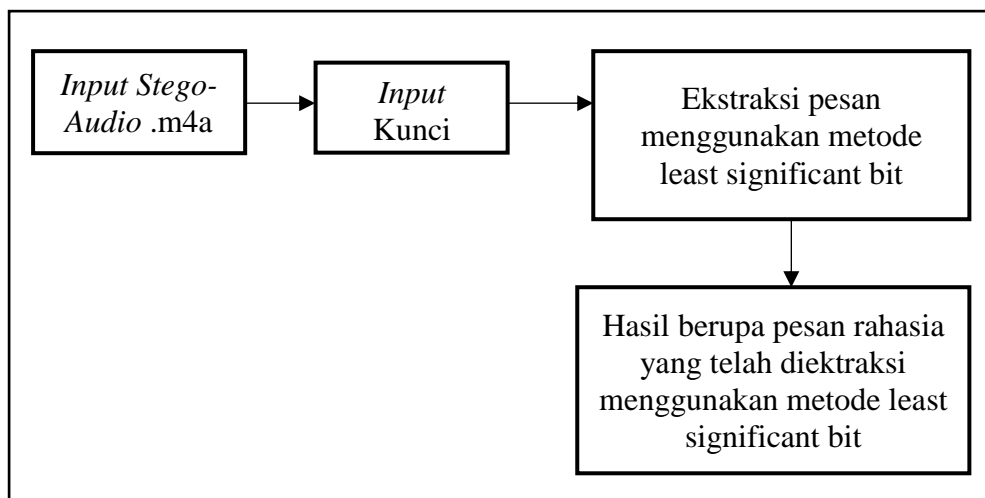 Input Stego-
Audio .m4a
Input
Kunci
Ekstraksi pesan
menggunakan metode
least significant bit
Hasil berupa pesan rahasia
yang telah diektraksi
menggunakan metode least
significant bit